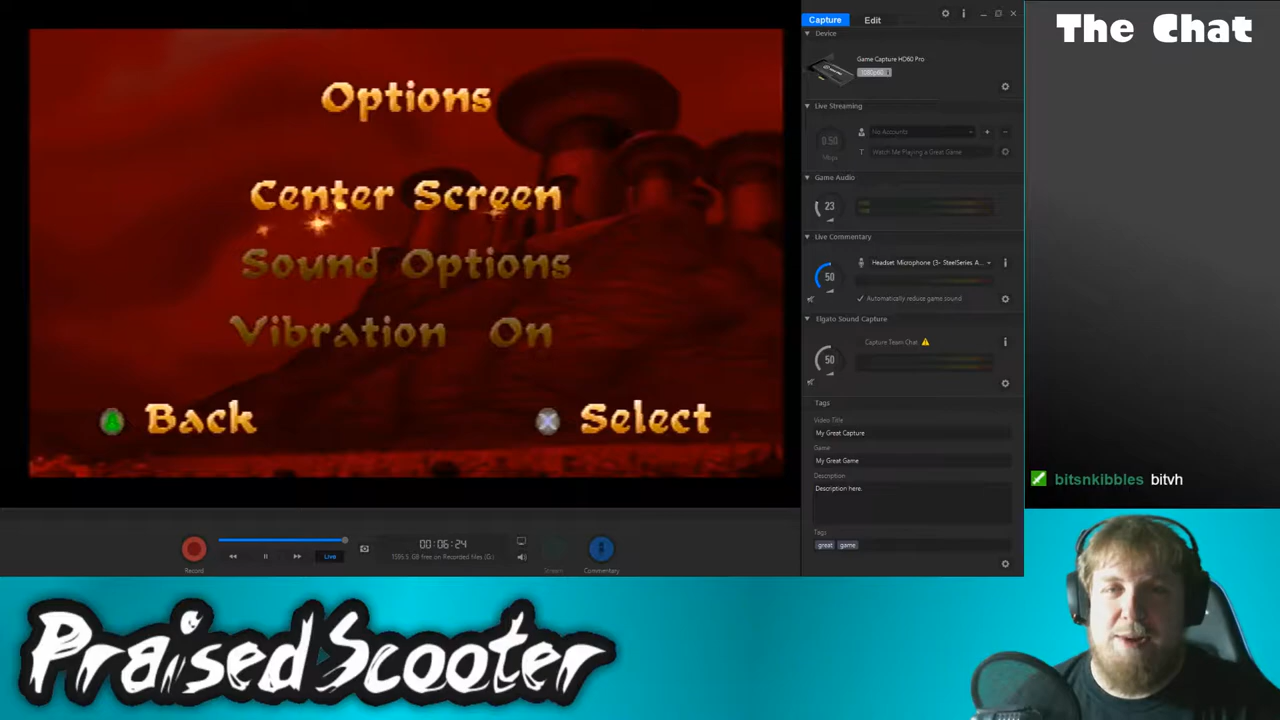 Options
Center Screen
Sound Options
Vibration On
Back
Select
Capture Edit
Device
Game Capture HD60 Pro
Live Streaming
0.50
Mbps
No Accounts
Watch Me Playing a Great Game
Game Audio
23
Live Commentary
50
Headset Microphone (3- SteelSeries A...
Automatically reduce game sound
Elgato Sound Capture
50
Capture Team Chat
Tags
Video Title
My Great Capture
Game
My Great Game
Description
Description here.
Tags
great game
Record
Live
00:06:24
Stream
Commentary
The Chat
bitsnkibbles bitvh
PraisedScooter